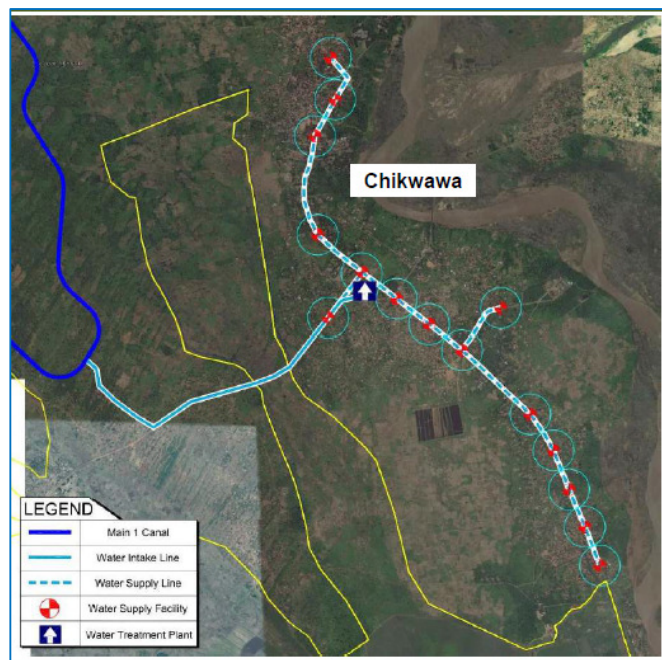 Chikwawa
LEGEND
Main 1 Canal
Water Intake Line
Water Supply Line
Water Supply Facility
Water Treatment Plant